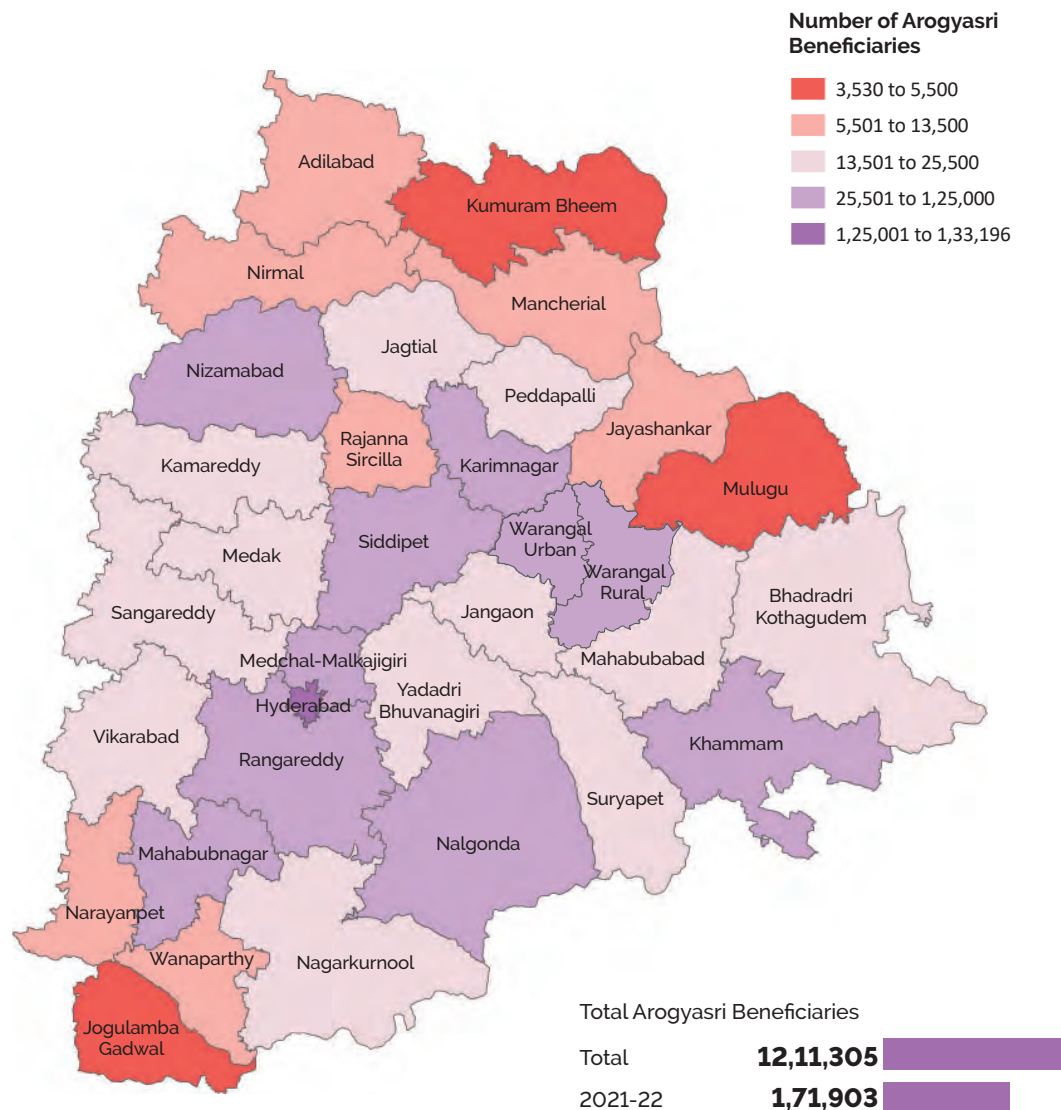 Number of Arogyasri
Beneficiaries
3,530 to 5,500
5,501 to 13,500
13,501 to 25,500
25,501 to 1,25,000
1,25,001 to 1,33,196
Adilabad
Kumuram Bheem
Nirmal
Mancherial
Jagtial
Nizamabad
Peddapalli
Jayashankar
Rajanna
Sircilla
Kamareddy
Karimnagar
Mulugu
Siddipet
Warangal
Urban
Medak
Warangal
Rural
Bhadradri
Kothagudem
Sangareddy
Jangaon
Mahabubabad
Medchal-Malkajigiri
Yadadri
Bhuvanagiri
Hyderabad
Vikarabad
Rangareddy
Khammam
Suryapet
Nalgonda
Mahabubnagar
Narayanpet
Wanaparthy
Nagarkurnool
Jogulamba
Gadwal
Total Arogyasri Beneficiaries
Total 12,11,305
2021-22 1,71,903